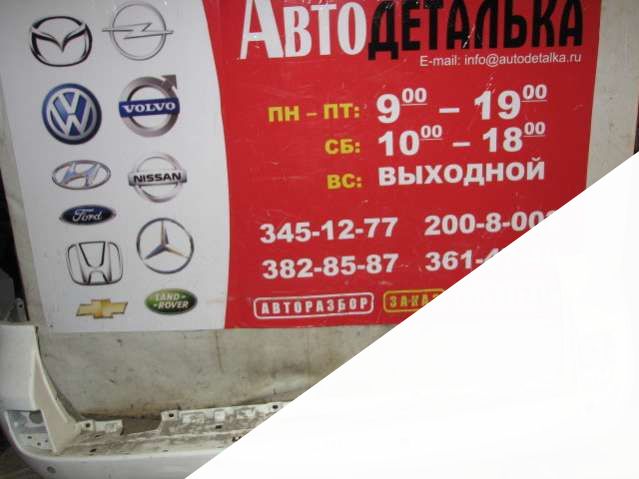 АВТОДЕТАЛЬКА
E-mail: info@autodetalka.ru
ПН – ПТ: 9⁰⁰ – 19⁰⁰
СБ: 10⁰⁰ – 18⁰⁰
ВС: ВЫХОДНОЙ
345-12-77
382-85-87
АВТОРАЗБОР
VOLVO
NISSAN
Ford
LAND-ROVER